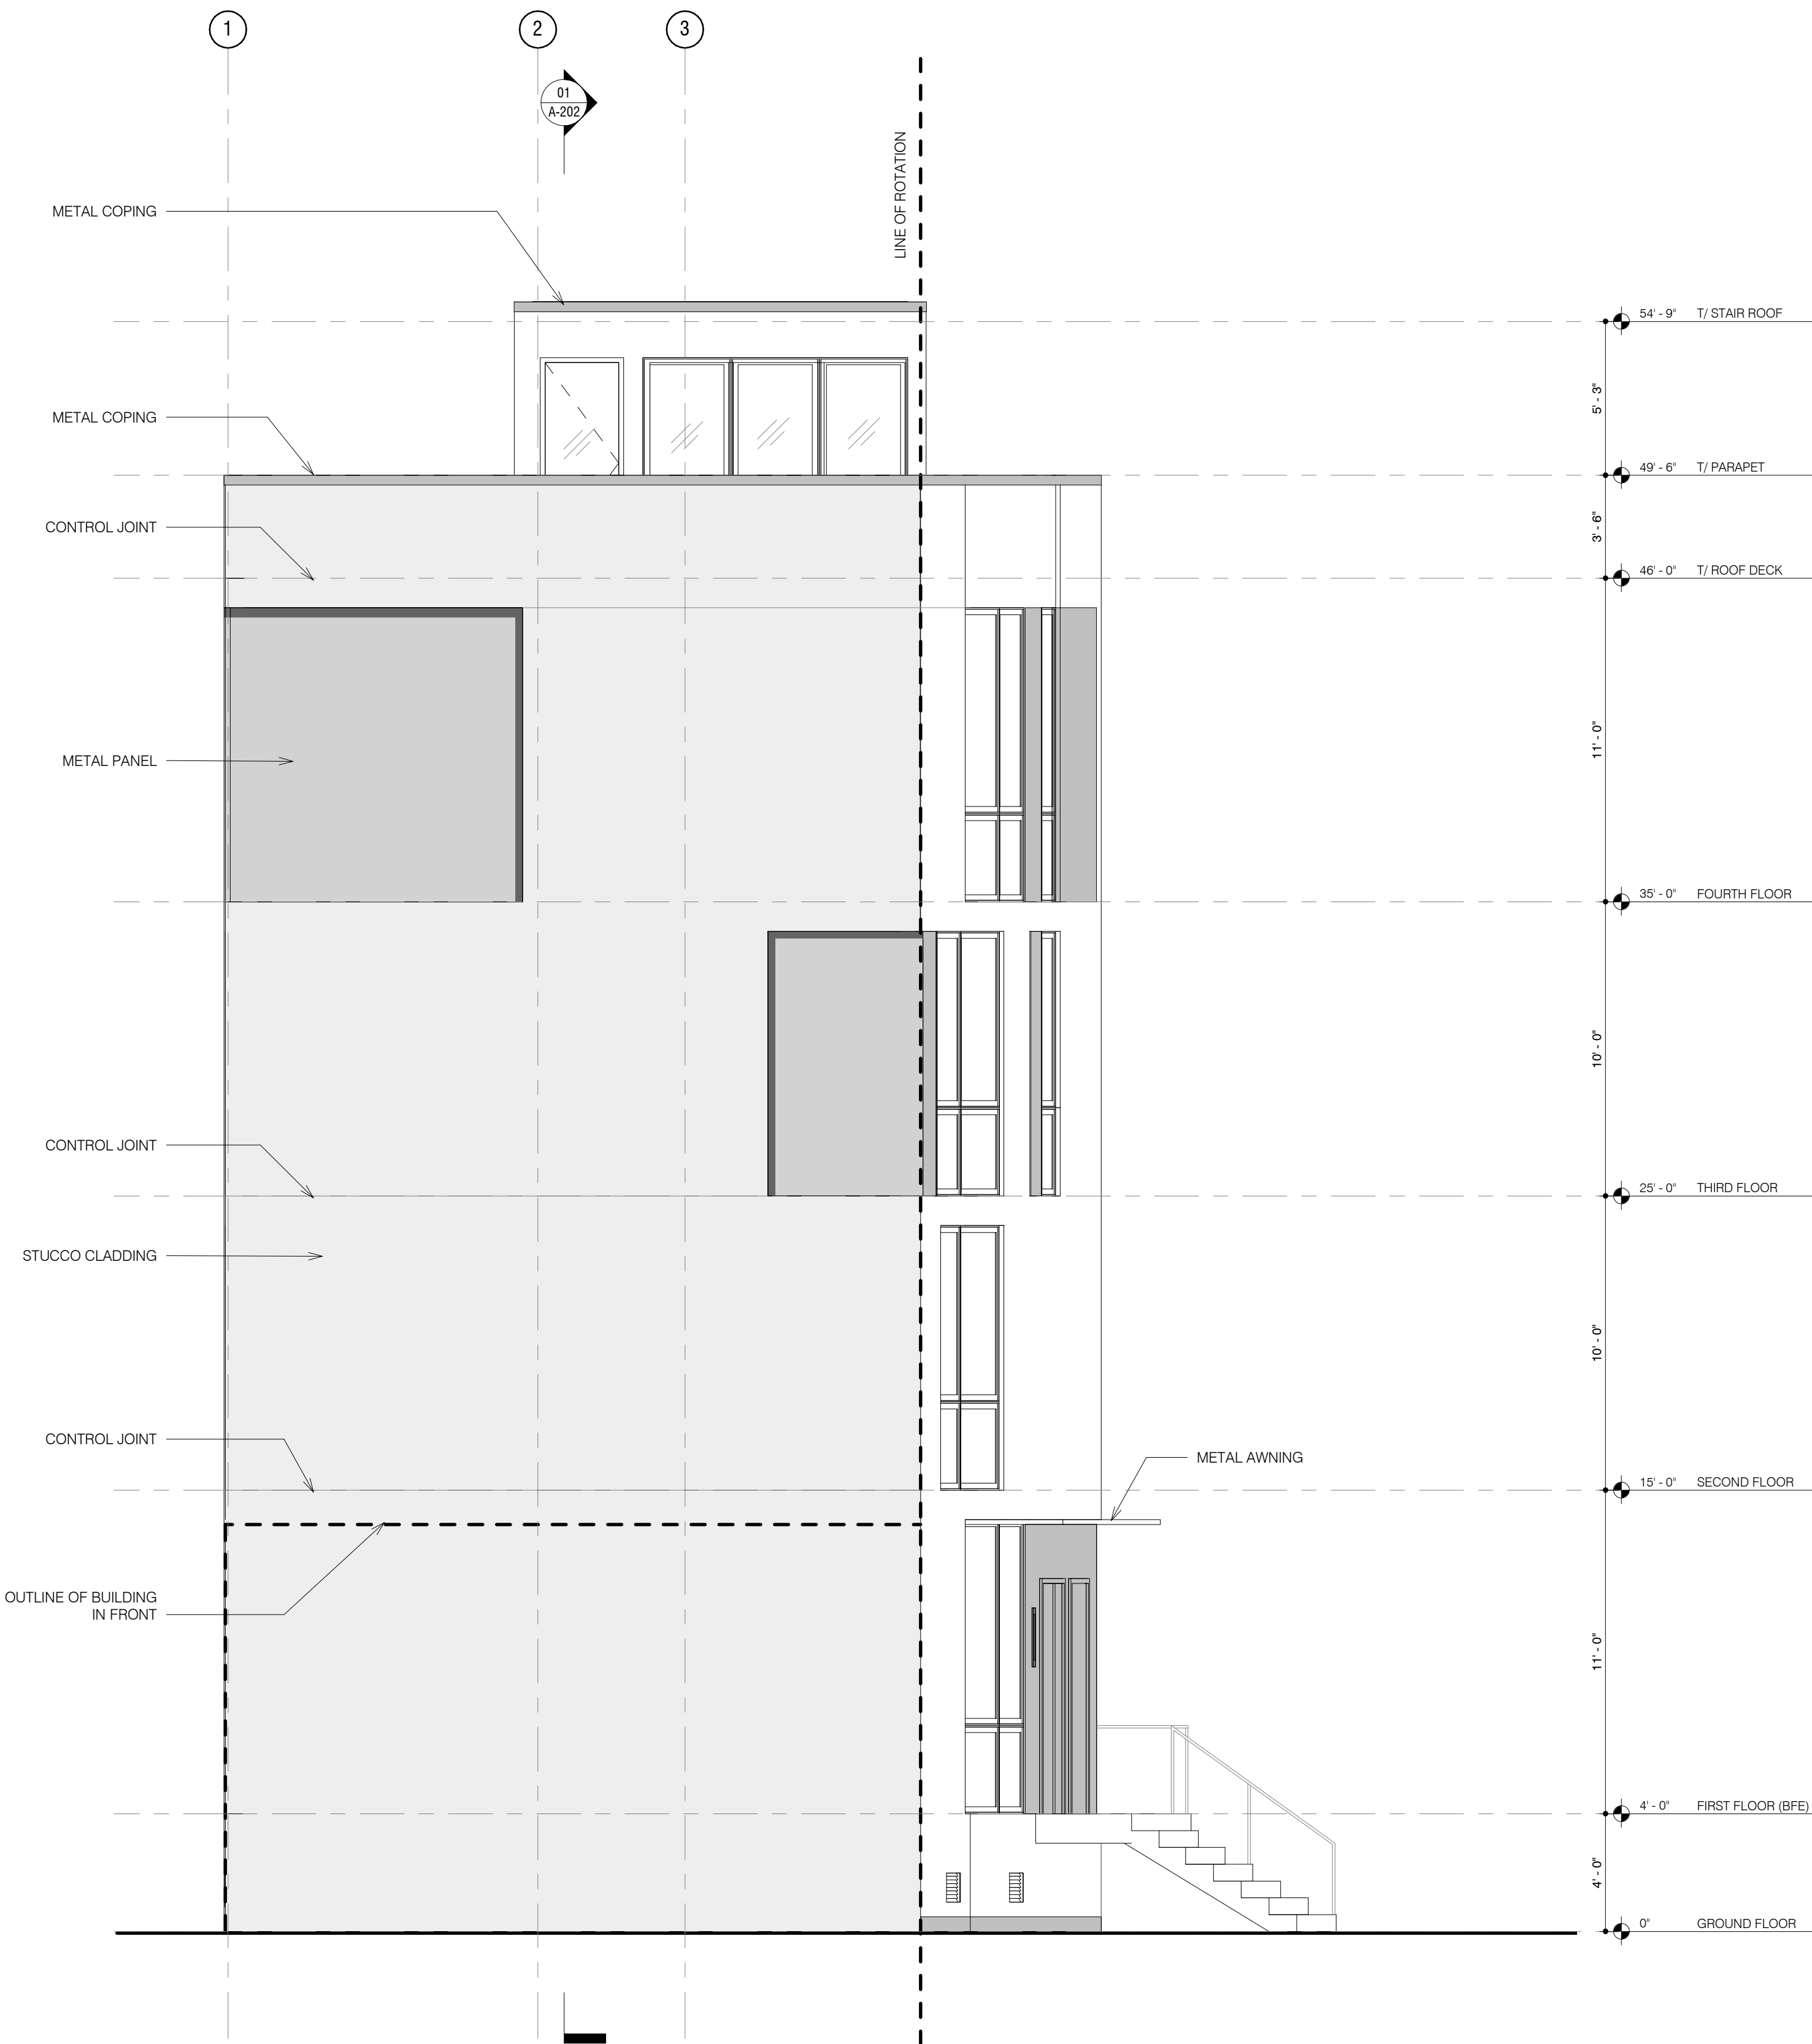 1
2
3
01
A-202
LINE OF ROTATION
METAL COPING
54' - 9" T/ STAIR ROOF
5' - 3"
METAL COPING
49' - 6" T/ PARAPET
3' - 6"
CONTROL JOINT
46' - 0" T/ ROOF DECK
11' - 0"
METAL PANEL
35' - 0" FOURTH FLOOR
10' - 0"
CONTROL JOINT
25' - 0" THIRD FLOOR
STUCCO CLADDING
10' - 0"
CONTROL JOINT
METAL AWNING
15' - 0" SECOND FLOOR
OUTLINE OF BUILDING
IN FRONT
11' - 0"
4' - 0" FIRST FLOOR (BFE)
4' - 0"
0" GROUND FLOOR